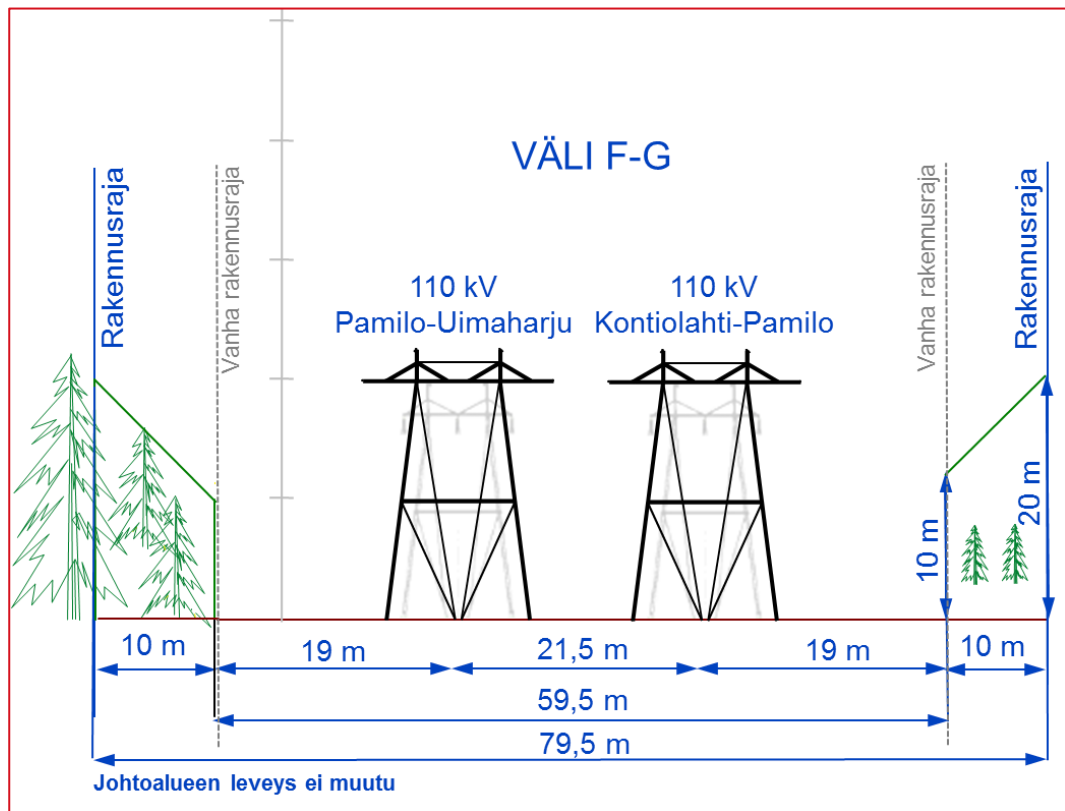 VÄLI F-G
Rakennusraja
Vanha rakennusraja
Vanha rakennusraja
Rakennusraja
110 kV
Pamilo-Uimaharju
110 kV
Kontiolahti-Pamilo
10 m
20 m
10 m
19 m
21,5 m
19 m
10 m
59,5 m
79,5 m
Johtoalueen leveys ei muutu